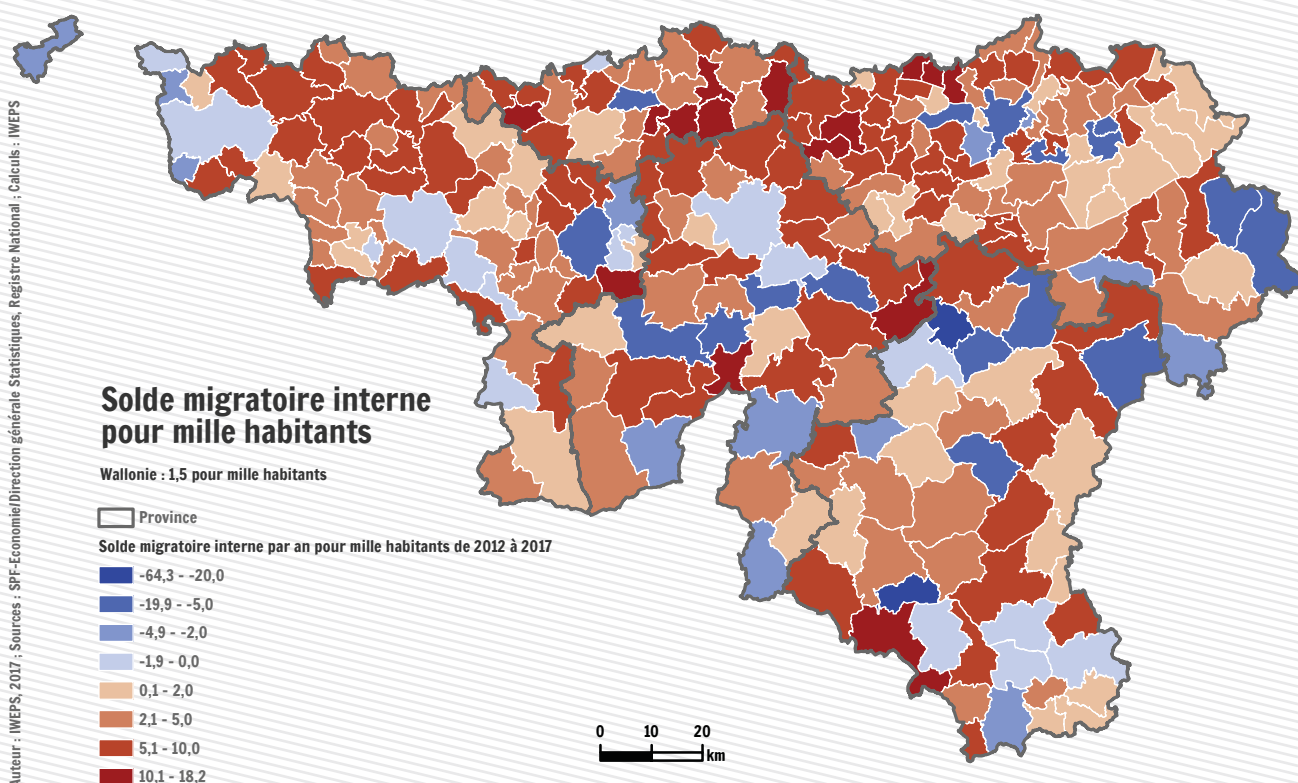 Solde migratoire interne
pour mille habitants
Wallonie : 1,5 pour mille habitants
Province
Solde migratoire interne par an pour mille habitants de 2012 à 2017
-64,3 - -20,0
-19,9 - -5,0
-4,9 - -2,0
-1,9 - 0,0
0,1 - 2,0
2,1 - 5,0
5,1 - 10,0
10,1 - 18,2
0 10 20
km
Auteur : IWEPS, 2017 ; Sources : SPF-Economie/Direction générale Statistiques, Registre National ; Calculs : IWEPS